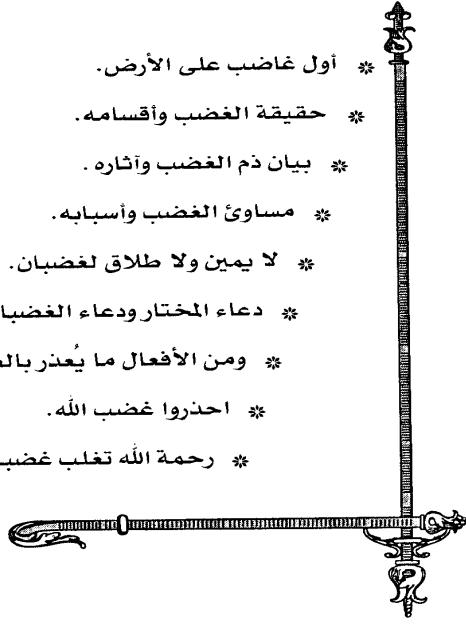 ❊ أول غاضب على الأرض.
❊ حقيقة الغضب وأقسامه.
❊ بيان ذم الغضب وآثاره .
❊ مساوئ الغضب وأسبابه.
❊ لا يمين ولا طلاق لغضبان.
❊ دعاء المختار ودعاء
❊ ومن الأفعال ما يُعذر
❊ احذروا غضب الله.
❊ رحمة الله تغلب